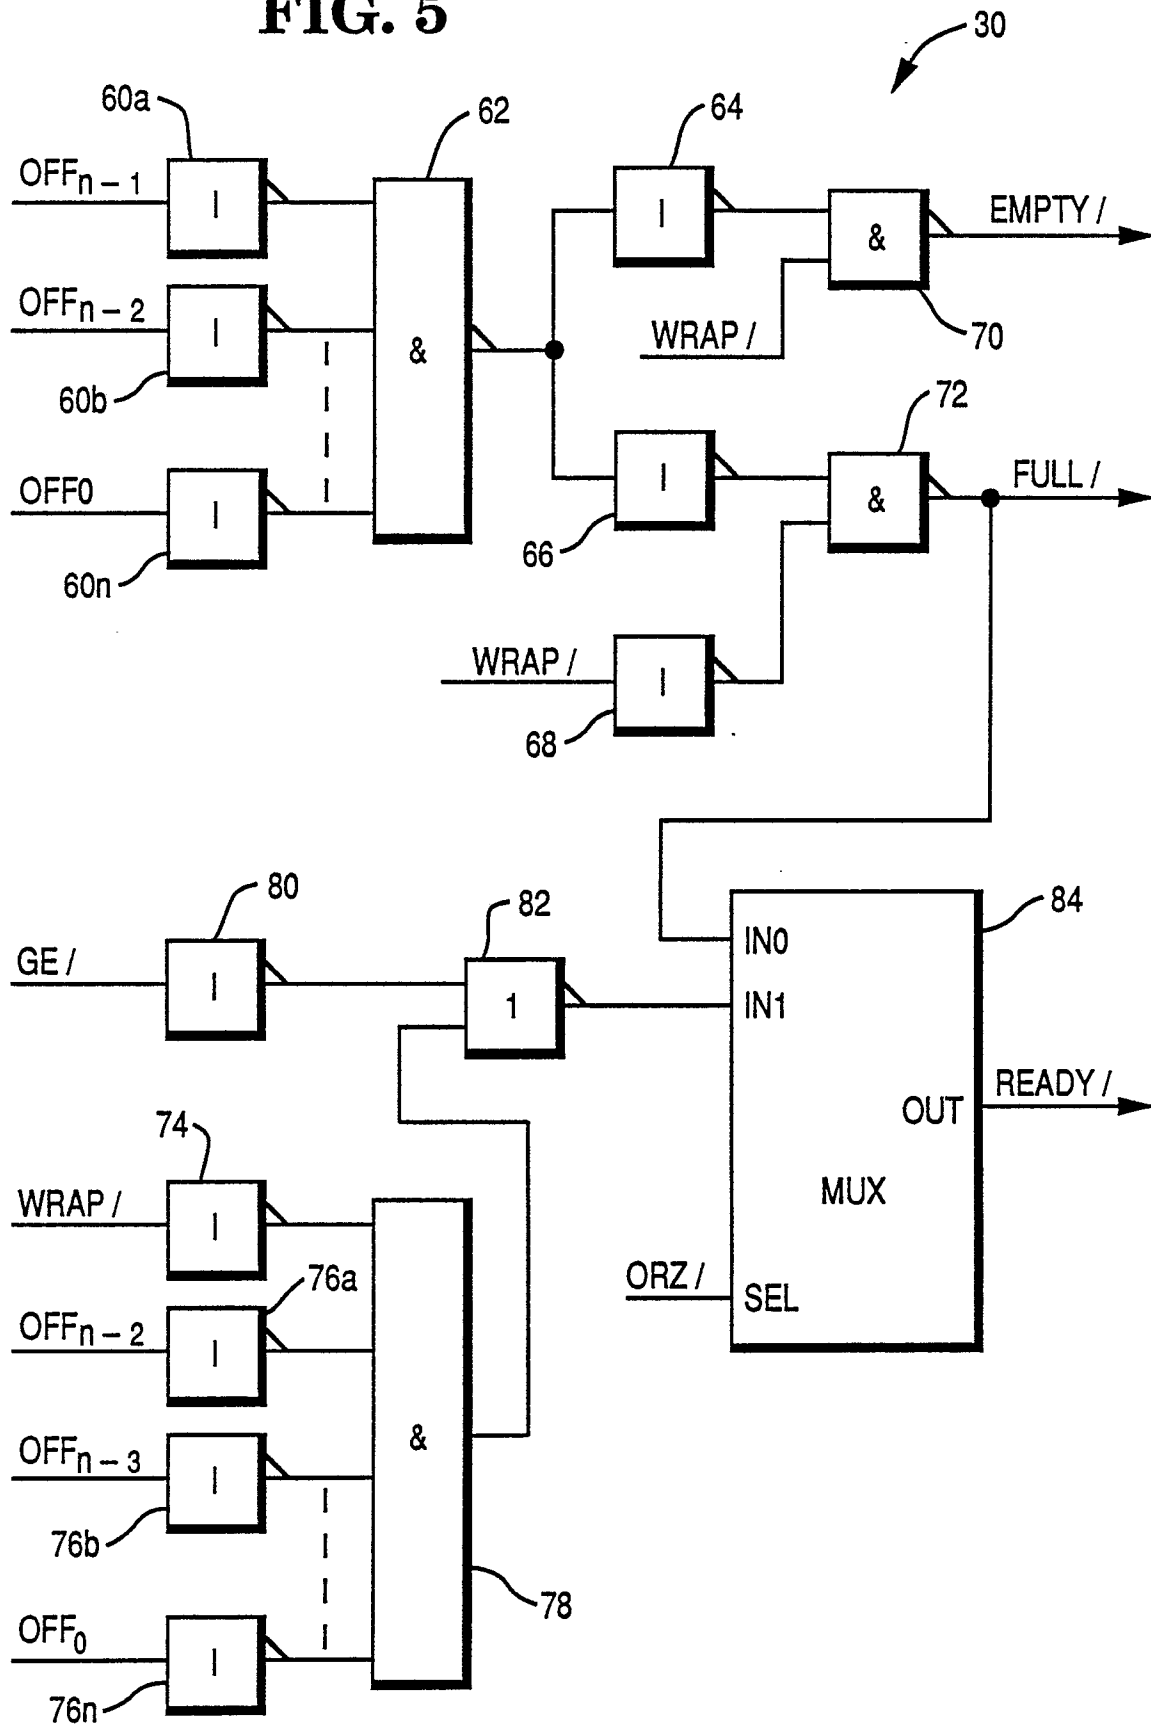 FIG. 5
30
60a
62
64
OFFn - 1
I
I
&
EMPTY /
OFFn - 2
I
&
WRAP /
70
60b
72
OFF0
I
I
&
FULL /
66
60n
WRAP /
I
68
80
82
84
GE /
I
1
IN0
IN1
OUT
READY /
74
MUX
WRAP /
I
76a
ORZ /
SEL
OFFn - 2
I
OFFn - 3
I
&
76b
78
OFF0
I
76n